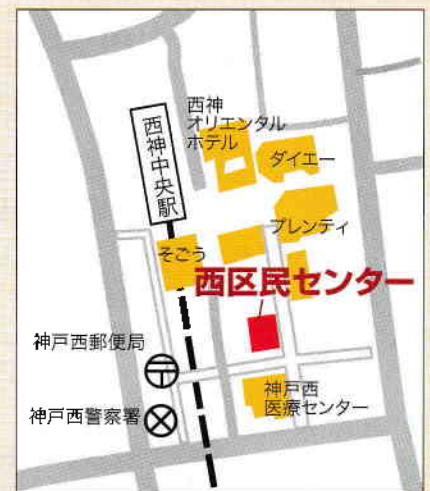 西神
オリエンタル
ホテル
ダイエー
西神中央駅
プレンティ
そごう
西区民センター
神戸西郵便局
神戸西警察署
神戸西
医療センター